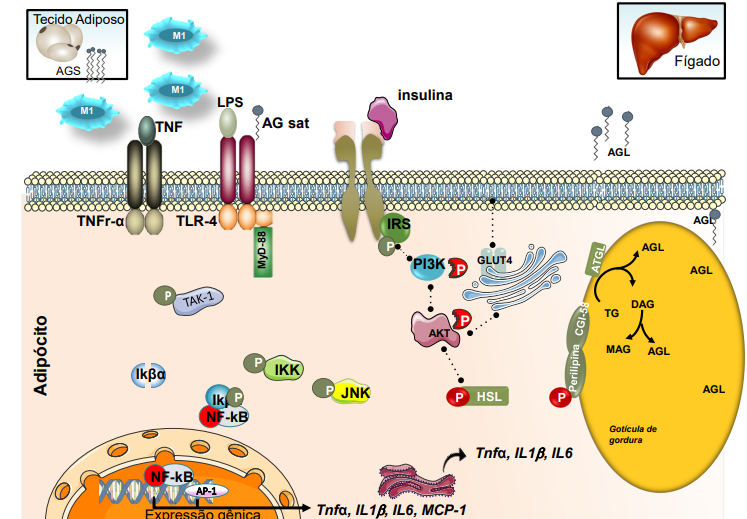 Tecido Adiposo
AGS
M1
M1
M1
Fígado
LPS
insulina
TNF
AG sat
AGL
TNFr-α
TLR-4
IRS
P
MyD-88
PI3K
P
GLUT4
AGL
ATGL
AGL
AGL
P
TAK-1
AKT
P
CGI-58
TG
DAG
MAG
AGL
Adipócito
Ikβα
P
IKK
P
JNK
P
HSL
P
Perilipina
AGL
Ikβ
P
NF-kB
Gotícula de
gordura
Tnfα, IL1β, IL6
NF-kB
AP-1
Tnfα, IL1β, IL6, MCP-1
Expressão gênica